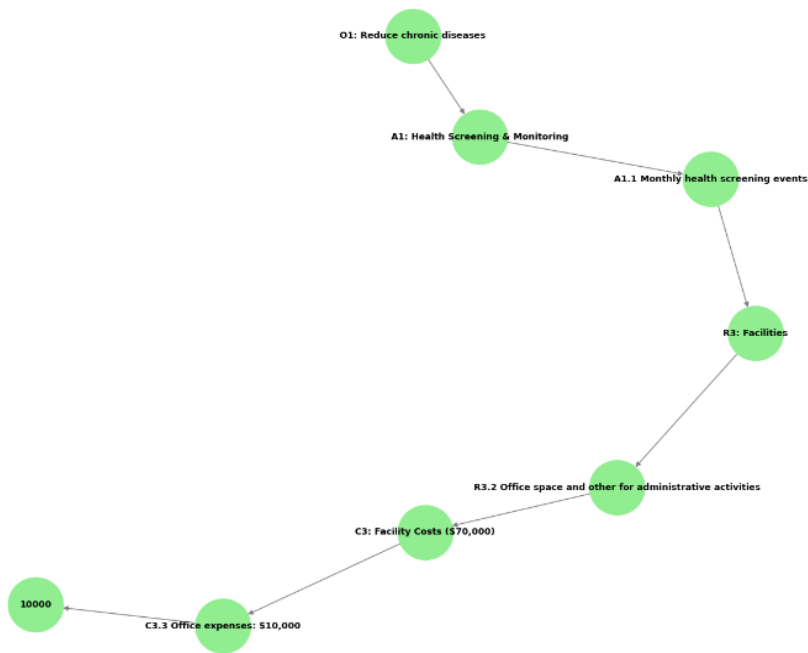 O1: Reduce chronic diseases
A1: Health Screening & Monitoring
A1.1 Monthly health screening events
R3: Facilities
R3.2 Office space and other for administrative activities
C3: Facility Costs ($70,000)
10000
C3.3 Office expenses: $10,000